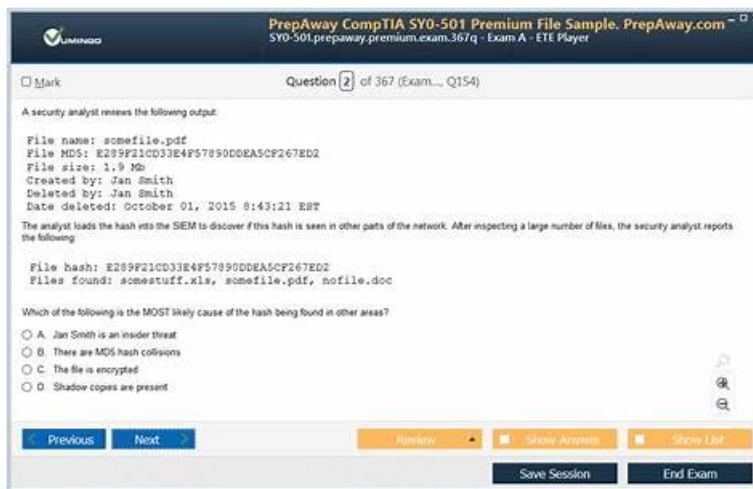 VUMINGO
PrepAway CompTIA SY0-501 Premium File Sample. PrepAway.com
SY0-501.prepaway.premium.exam.367q - Exam A - ETE Player
Mark
Question 2 of 367 (Exam..., Q154)
A security analyst reviews the following output:
File name: somefile.pdf
File MD5: E289F21CD33E4F57890DDEA5CF267ED2
File size: 1.9 Mb
Created by: Jan Smith
Deleted by: Jan Smith
Date deleted: October 01, 2015 8:43:21 EST
The analyst loads the hash into the SIEM to discover if this hash is seen in other parts of the network. After inspecting a large number of files, the security analyst reports
the following:
File hash: E289F21CD33E4F57890DDEA5CF267ED2
Files found: somestuff.xls, somefile.pdf, nofile.doc
Which of the following is the MOST likely cause of the hash being found in other areas?
A. Jan Smith is an insider threat
B. There are MD5 hash collisions
C. The file is encrypted
D. Shadow copies are present
Previous
Next
Review
Show Answer
Show List
Save Session
End Exam